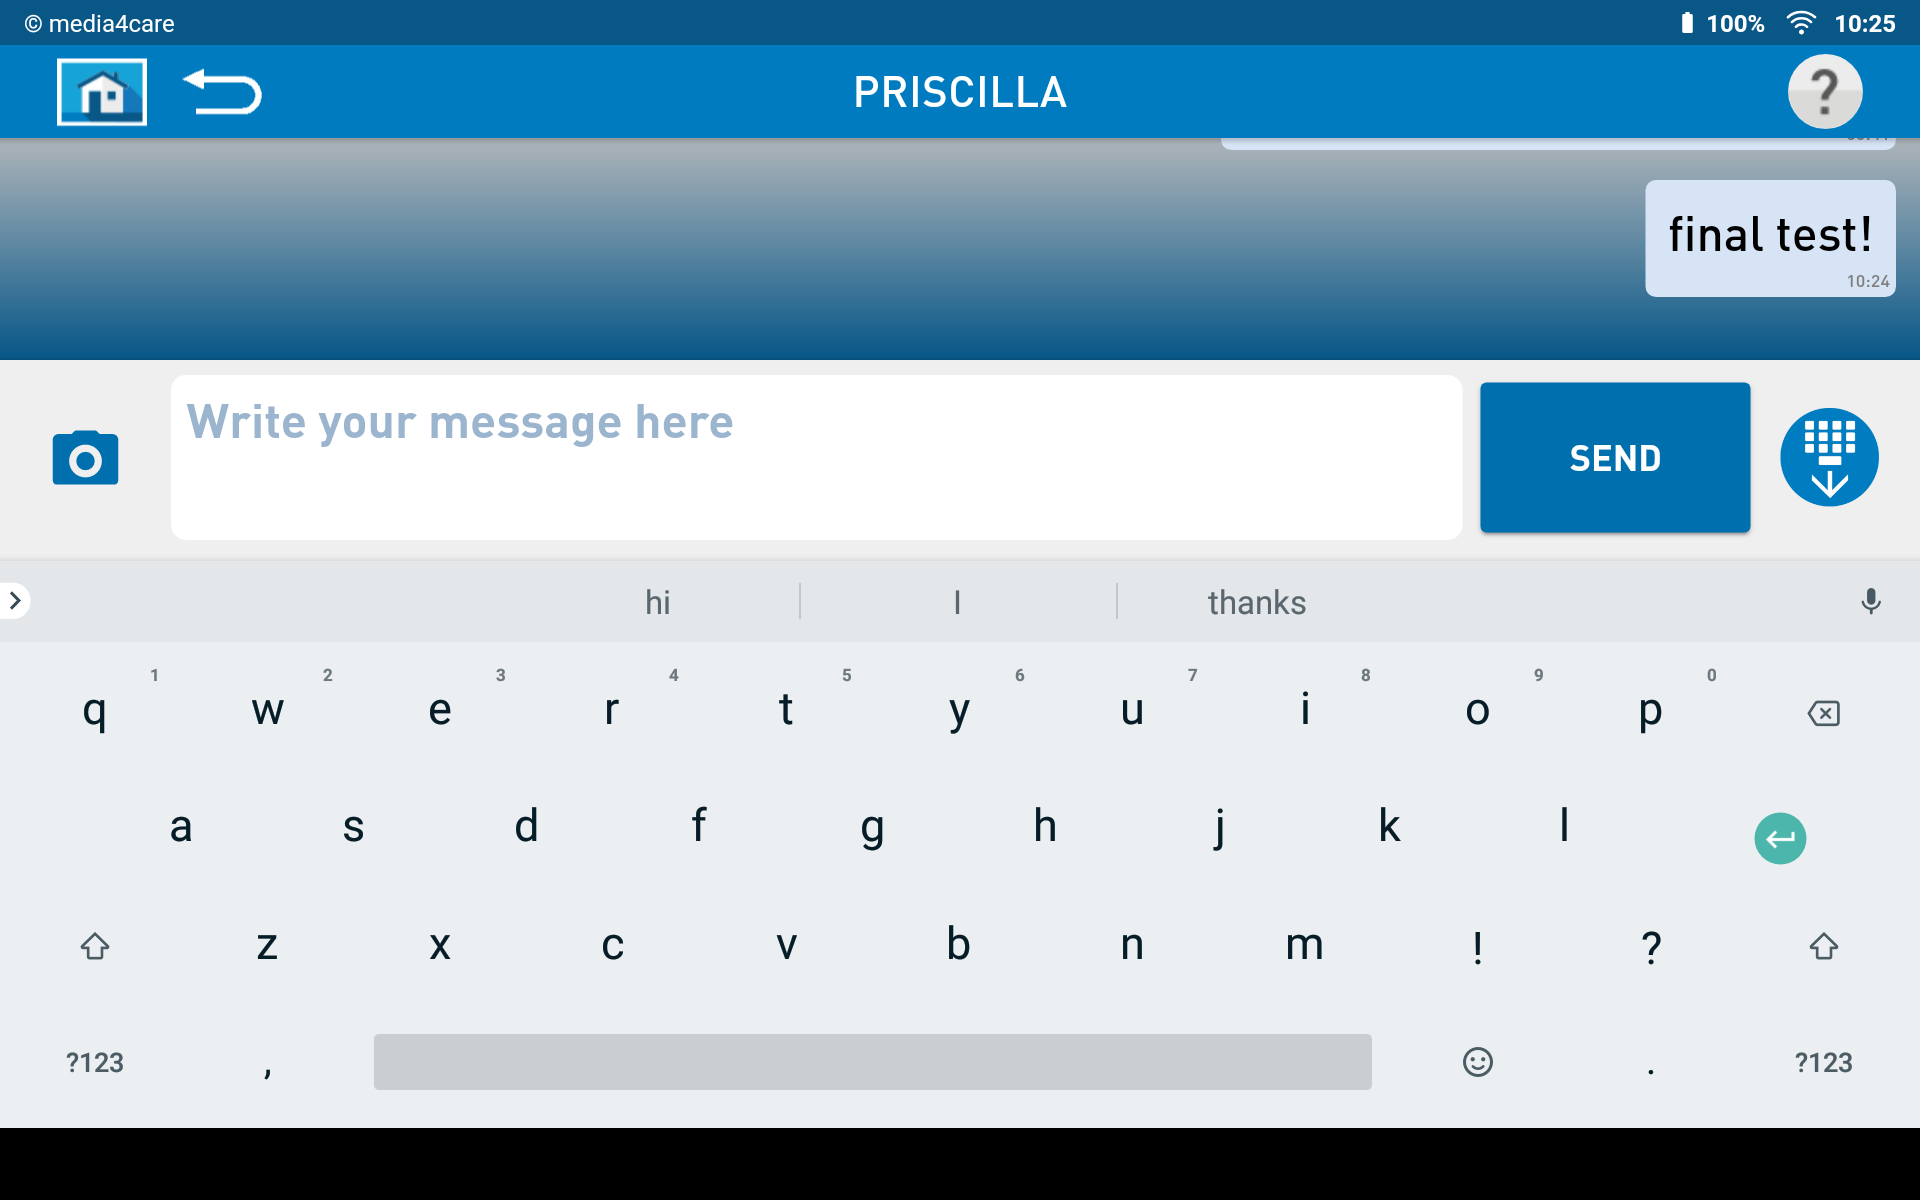 © media4care
100% 10:25
PRISCILLA
?
final test!
10:24
Write your message here
SEND
hi I thanks
1 2 3 4 5 6 7 8 9 0
q w e r t y u i o p
a s d f g h j k l
z x c v b n m ! ?
?123 , . ?123